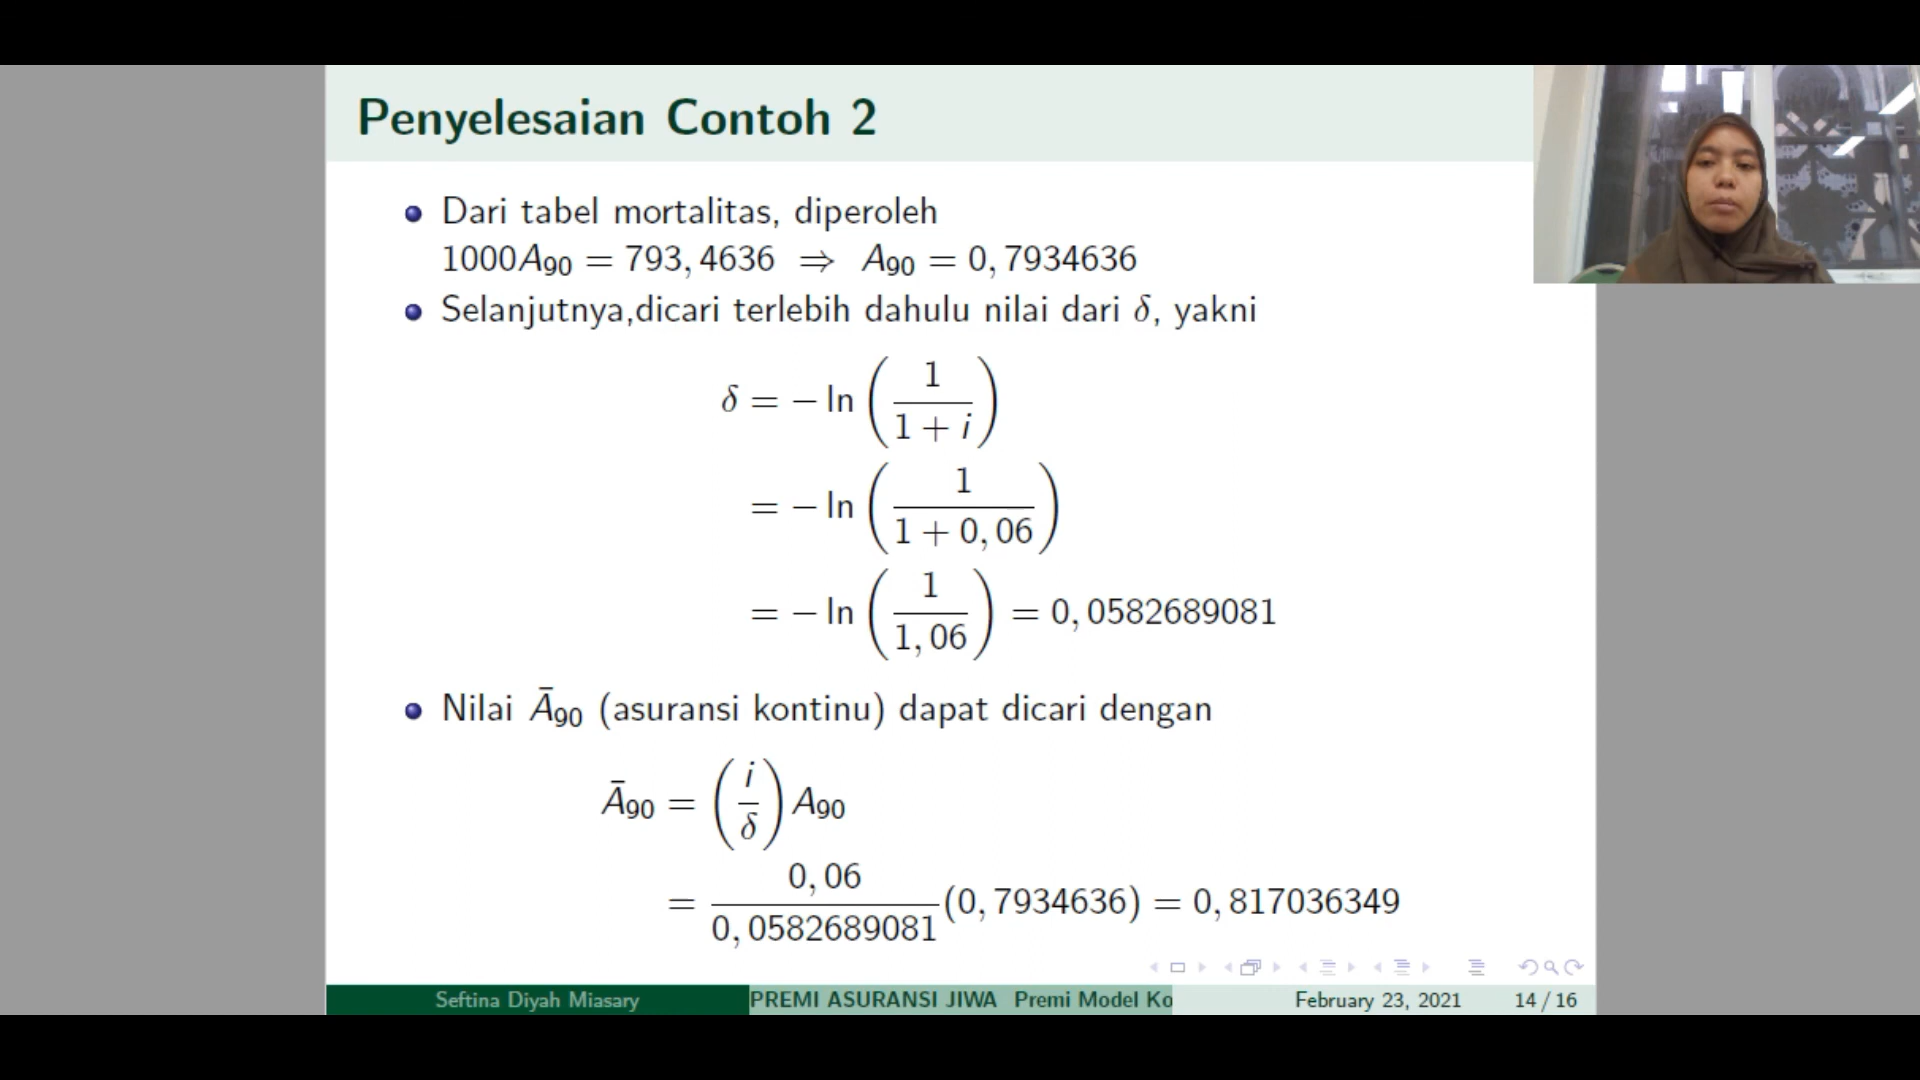 Penyelesaian Contoh 2
Dari tabel mortalitas, diperoleh
1000A₉₀ = 793,4636 ⇒ A₉₀ = 0,7934636
Selanjutnya,dicari terlebih dahulu nilai dari δ, yakni
δ = − ln (1 / (1 + i))
= − ln (1 / (1 + 0,06))
= − ln (1 / 1,06) = 0,0582689081
Nilai Ā₉₀ (asuransi kontinu) dapat dicari dengan
Ā₉₀ = (i / δ) A₉₀
= 0,06 / 0,0582689081 (0,7934636) = 0,817036349
Seftina Diyah Miasary PREMI ASURANSI JIWA Premi Model Ko February 23, 2021 14 / 16